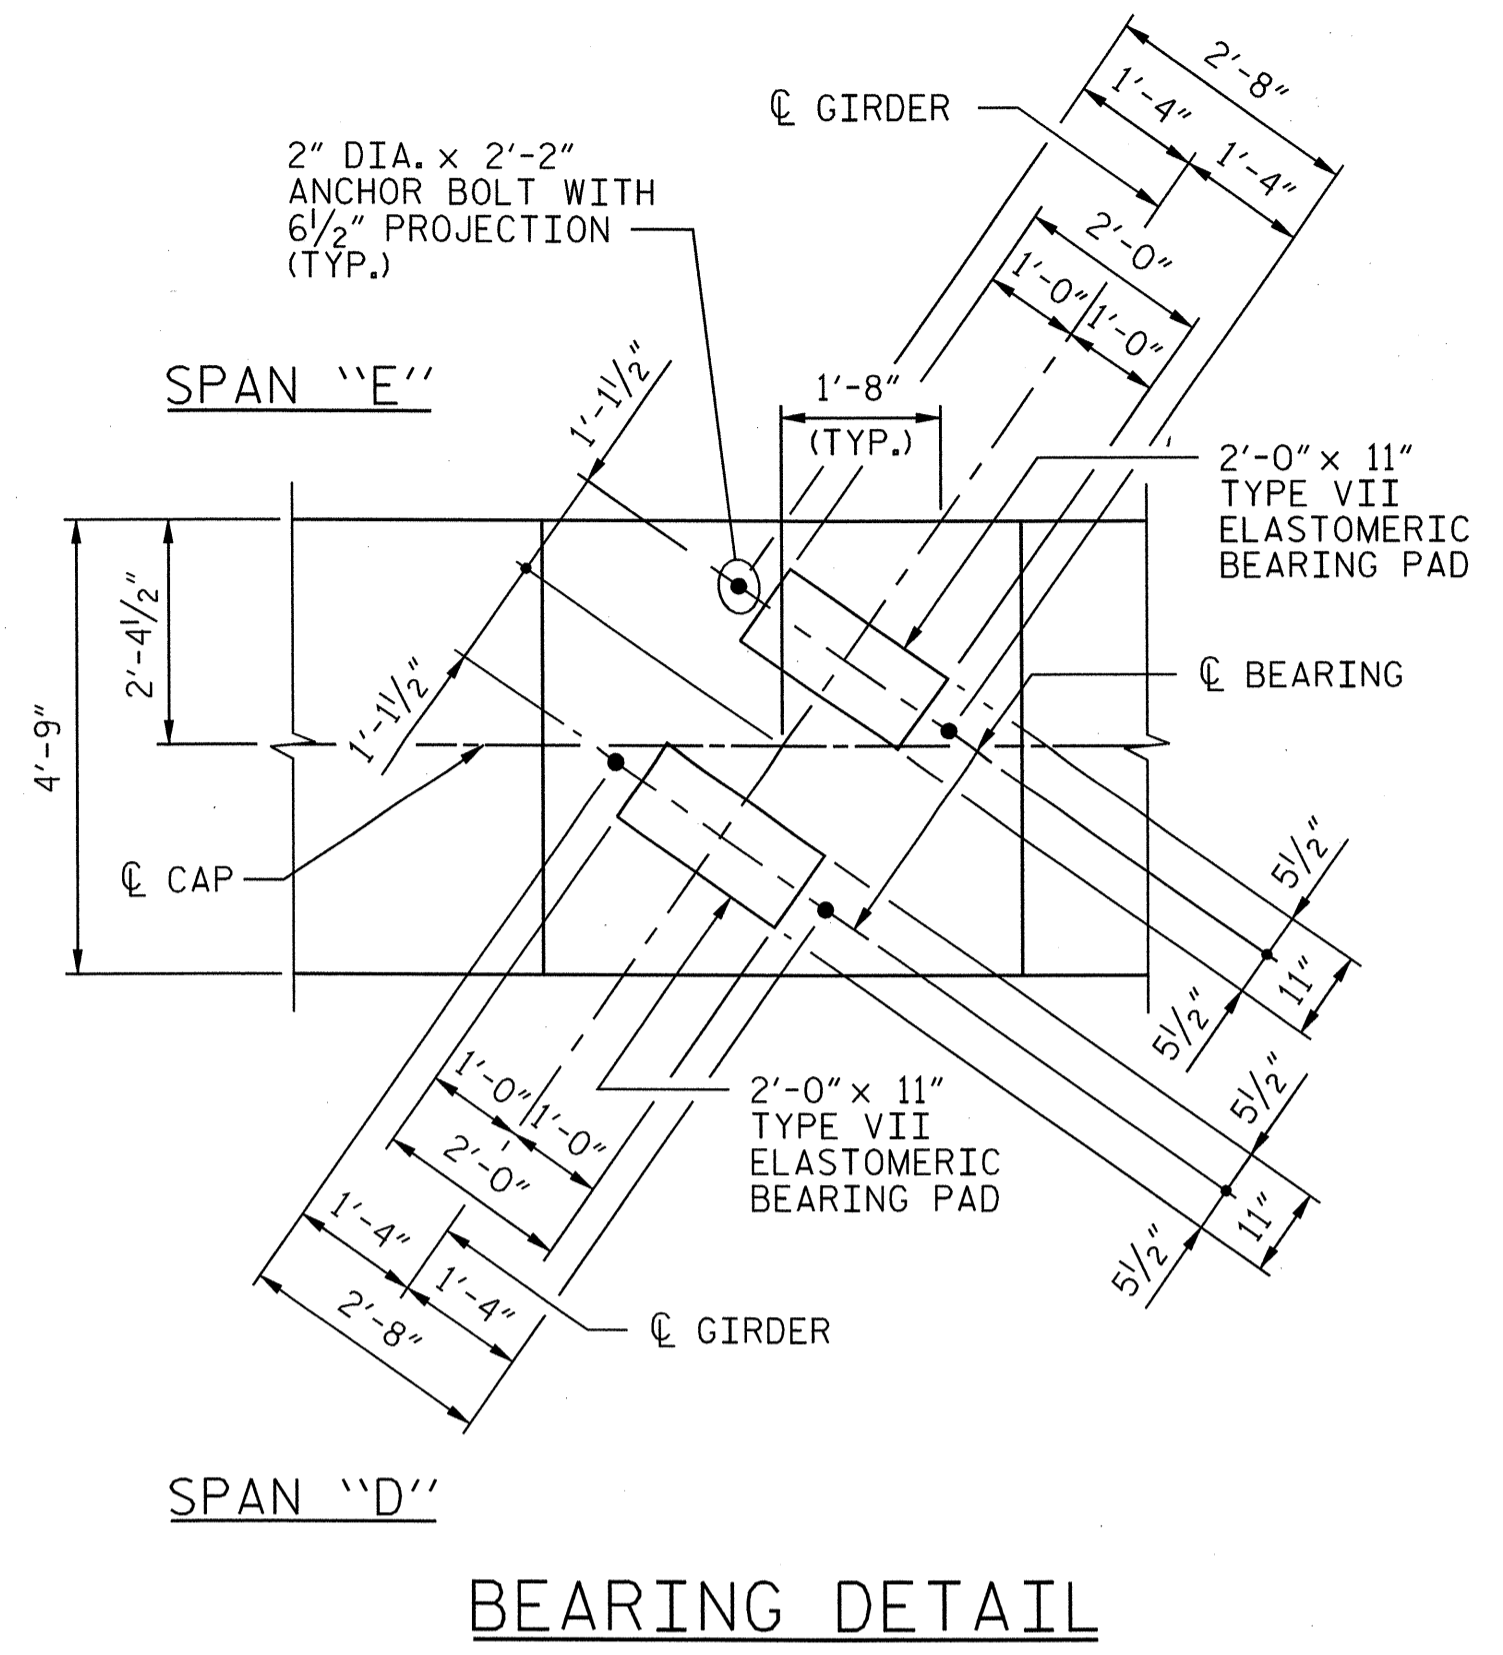 2'-8"
1'-4"
1'-4"
℄ GIRDER
2" DIA. x 2'-2"
ANCHOR BOLT WITH
6½" PROJECTION
(TYP.)
2'-0"
1'-0"
1'-0"
SPAN "E"
1'-1½"
1'-8"
(TYP.)
2'-0" x 11"
TYPE VII
ELASTOMERIC
BEARING PAD
2'-4½"
4'-9"
1'-1½"
℄ BEARING
℄ CAP
5½"
11"
5½"
5½"
11"
5½"
1'-0"
1'-0"
2'-0"
2'-0" x 11"
TYPE VII
ELASTOMERIC
BEARING PAD
1'-4"
1'-4"
2'-8"
℄ GIRDER
SPAN "D"
BEARING DETAIL